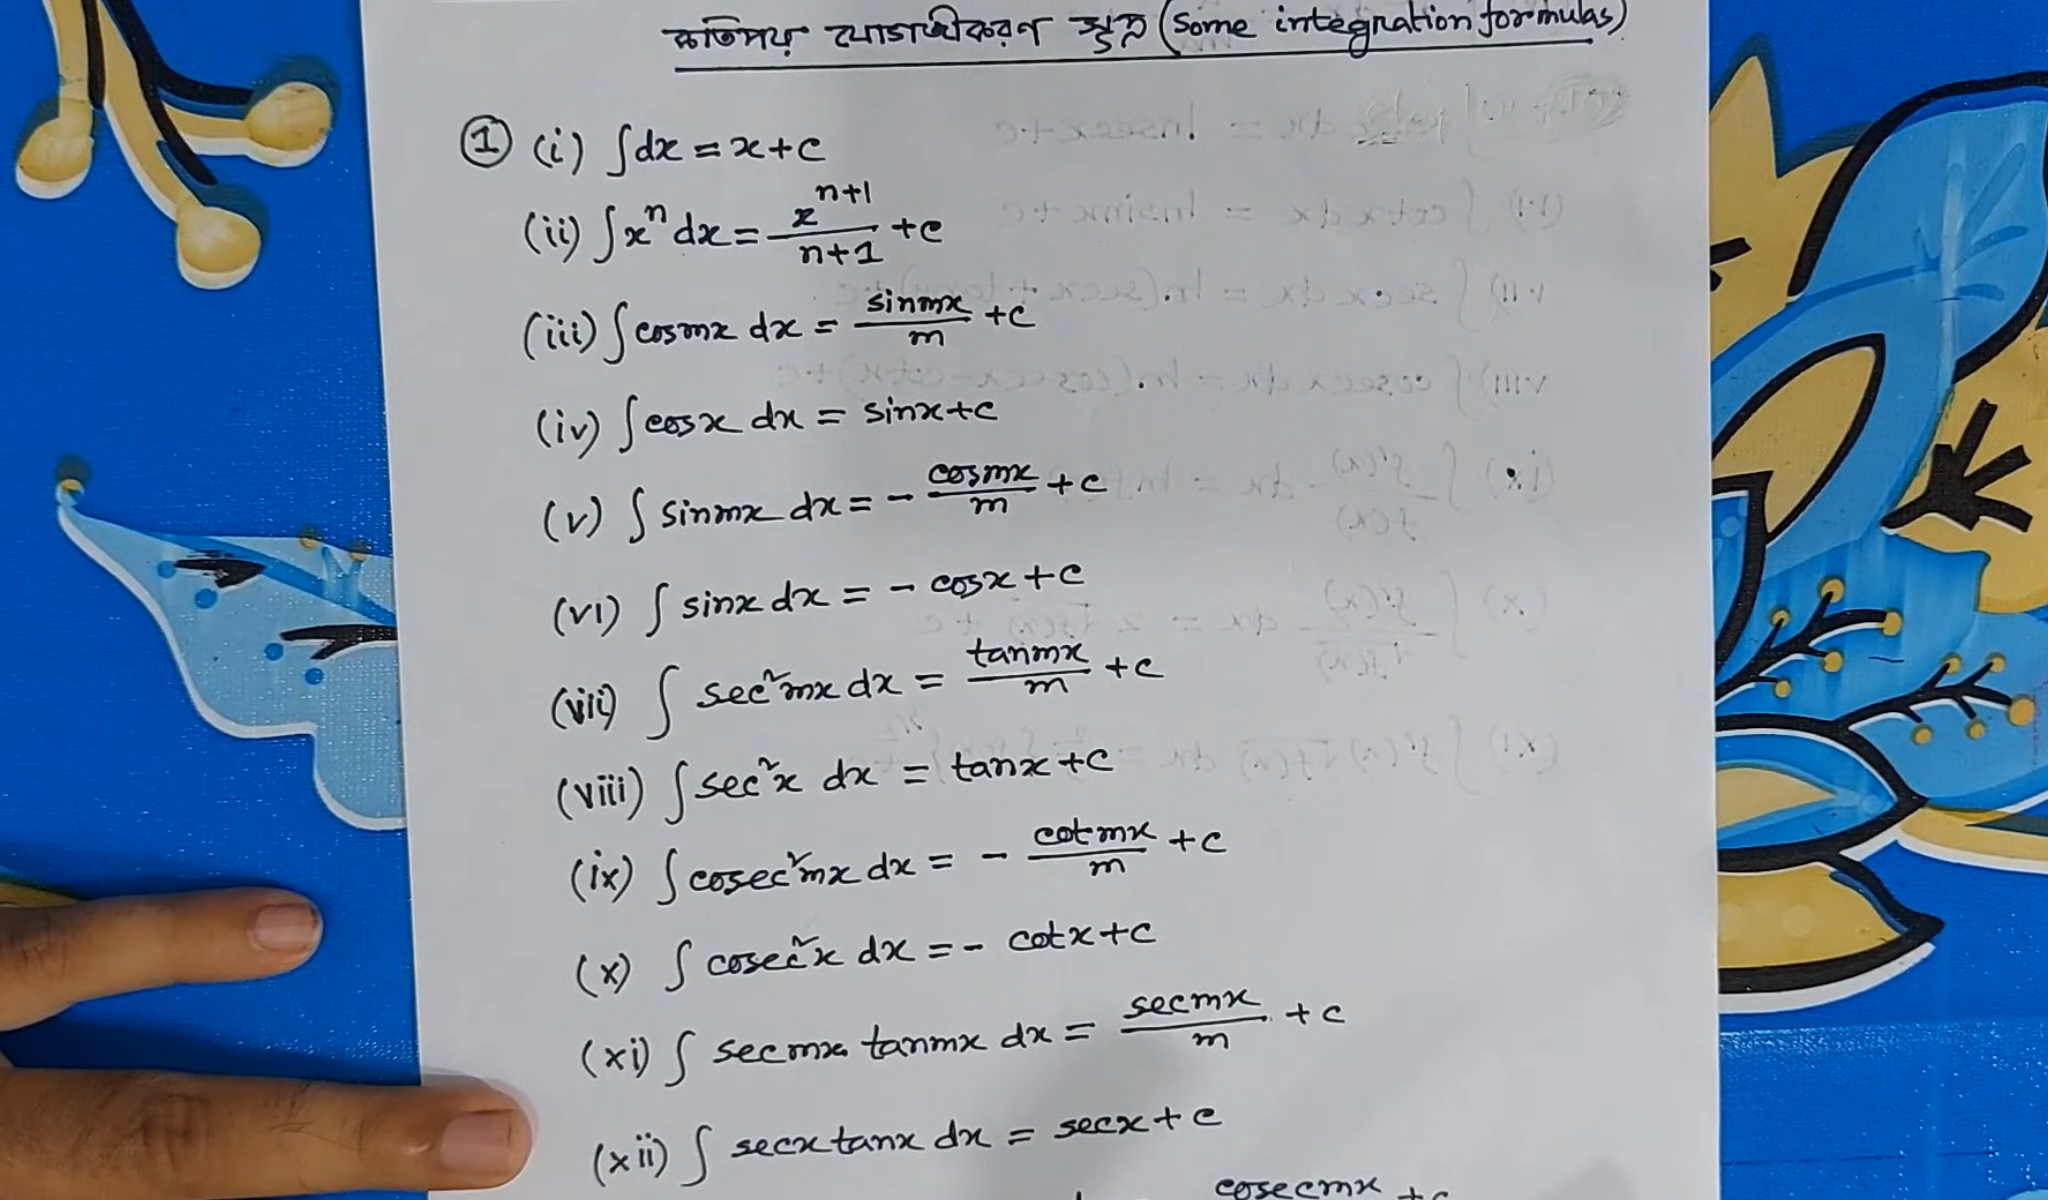 কতিপয় যোগজীকরণ সূত্র (Some integration formulas)
① (i) ∫dx = x+c
(ii) ∫xⁿ dx = x^(n+1)/(n+1) +c
(iii) ∫cosmx dx = sinmx/m +c
(iv) ∫cosx dx = sinx+c
(v) ∫ sinmx dx = - cosmx/m +c
(vi) ∫ sinx dx = - cosx+c
(vii) ∫ sec²mx dx = tanmx/m +c
(viii) ∫ sec²x dx = tanx+c
(ix) ∫ cosec²mx dx = - cotmx/m +c
(x) ∫ cosec²x dx = - cotx+c
(xi) ∫ secmx tanmx dx = secmx/m +c
(xii) ∫ secx tanx dx = secx+c
cosecmx +c